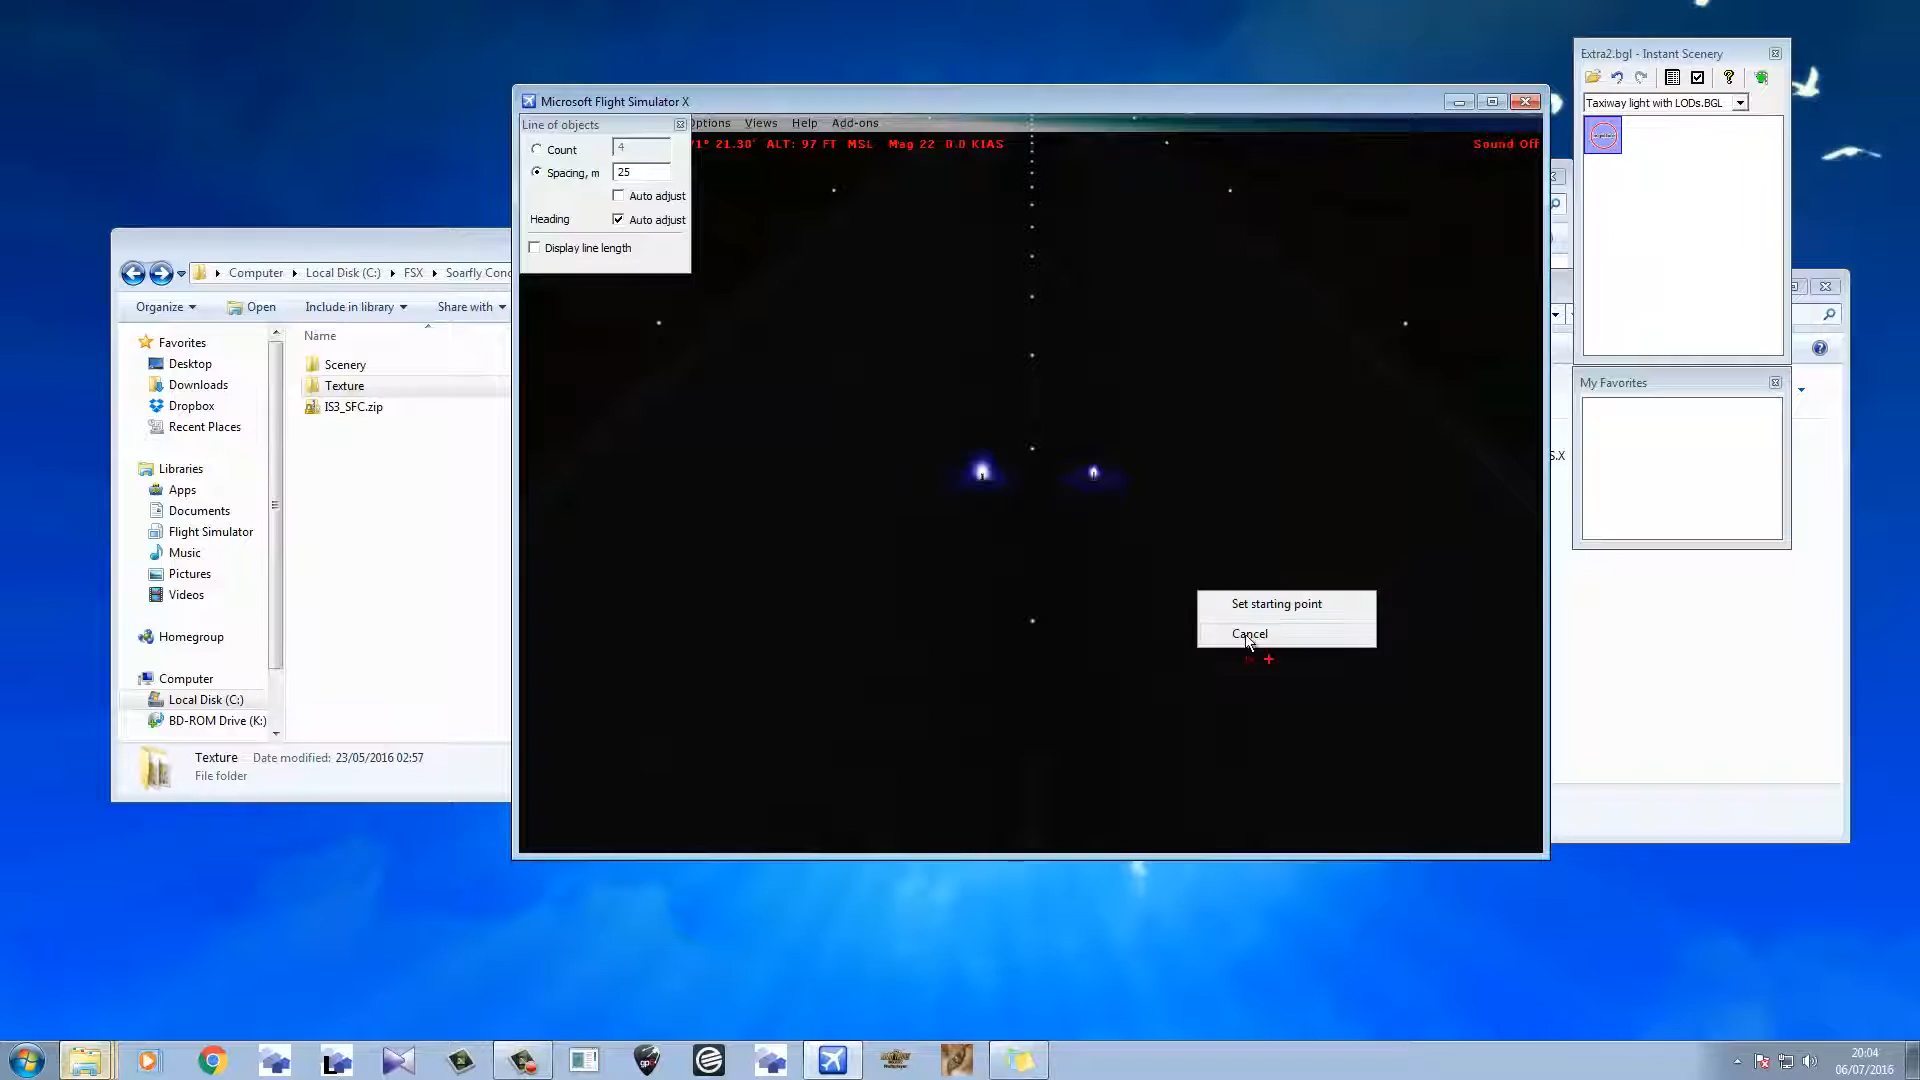 Extra2.bgl - Instant Scenery
Taxiway light with LODs.BGL
My Favorites
Microsoft Flight Simulator X
Line of objects
Options
Views
Help
Add-ons
Count
4
Spacing, m
25
Auto adjust
Heading
Auto adjust
Display line length
1° 21.30' ALT: 97 FT MSL Mag 22 0.0 KIAS
Sound Off
Set starting point
Cancel
Computer
Local Disk (C:)
FSX
Soarfly Conc
Organize
Open
Include in library
Share with
Name
Scenery
Texture
IS3_SFC.zip
Favorites
Desktop
Downloads
Dropbox
Recent Places
Libraries
Apps
Documents
Flight Simulator
Music
Pictures
Videos
Homegroup
Computer
Local Disk (C:)
BD-ROM Drive (K:)
Texture Date modified: 23/05/2016 02:57
File folder
S.X
20:04
06/07/2016